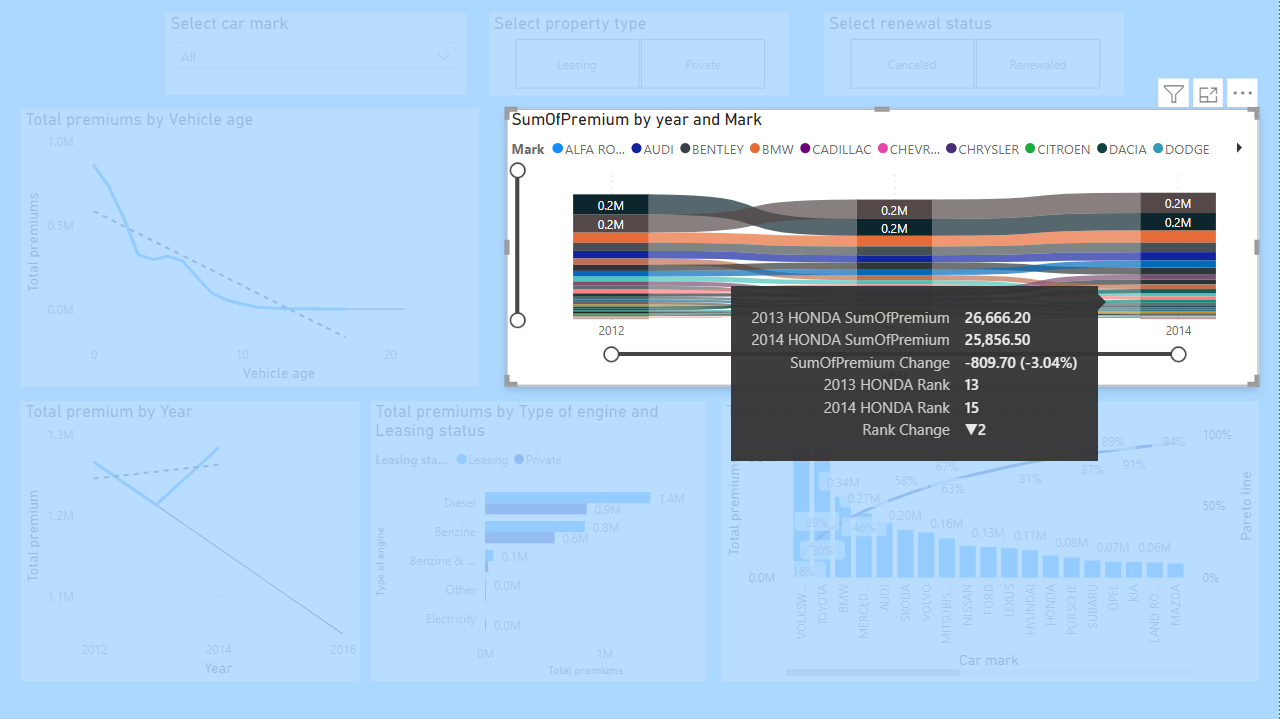 Select car mark
All
Select property type
Leasing
Private
Select renewal status
Canceled
Renewaled
Total premiums by Vehicle age
1.0M
0.5M
0.0M
Total premiums
0
10
20
Vehicle age
SumOfPremium by year and Mark
Mark ALFA RO... AUDI BENTLEY BMW CADILLAC CHEVR... CHRYSLER CITROEN DACIA DODGE
0.2M
0.2M
0.2M
0.2M
0.2M
0.2M
2012
2014
2013 HONDA SumOfPremium 26,666.20
2014 HONDA SumOfPremium 25,856.50
SumOfPremium Change -809.70 (-3.04%)
2013 HONDA Rank 13
2014 HONDA Rank 15
Rank Change ▼2
Total premium by Year
1.3M
1.2M
1.1M
Total premium
2012
2014
2016
Year
Total premiums by Type of engine and
Leasing status
Leasing sta... Leasing Private
Type of engine
Diesel
1.4M
0.9M
Benzine
0.8M
0.6M
Benzine & ...
0.1M
Other
0.0M
Electricity
0.0M
0M
1M
Total premiums
Total premium
0.0M
0.34M
0.27M
0.20M
0.16M
0.13M
0.11M
0.08M
0.07M
0.06M
16%
30%
39%
46%
58%
63%
67%
81%
87%
89%
91%
94%
100%
50%
0%
Pareto line
VOLKSW...
TOYOTA
BMW
MERCED...
AUDI
SKODA
VOLVO
MITSUBIS...
NISSAN
FORD
LEXUS
HYUNDAI
HONDA
PORSCHE
SUBARU
OPEL
KIA
LAND RO...
MAZDA
Car mark